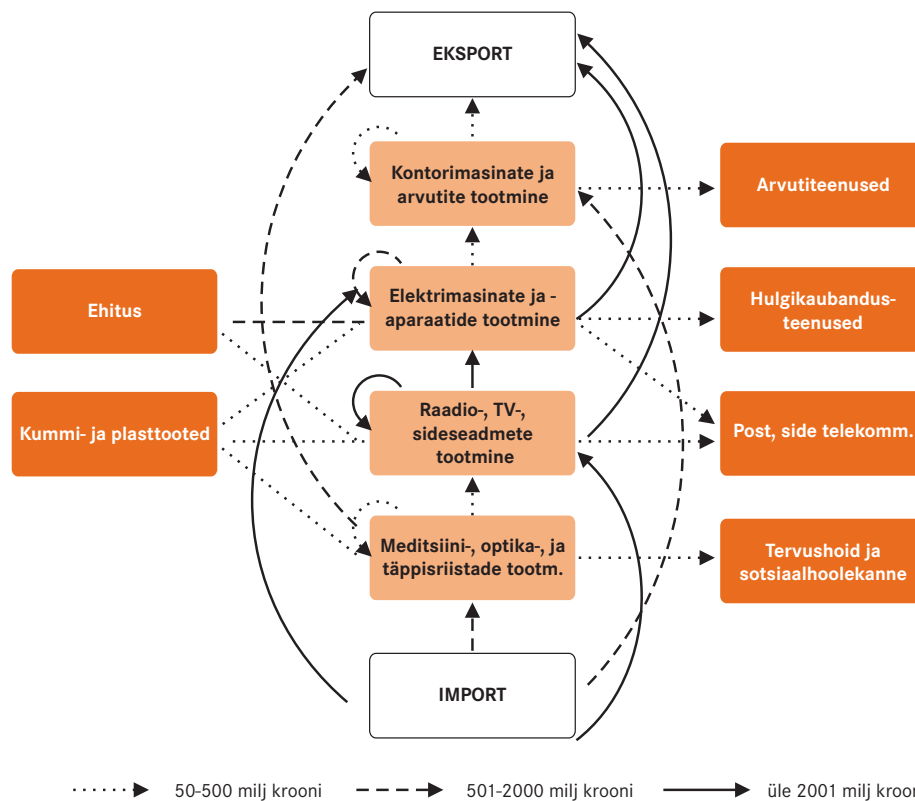 EKSPORT
Kontorimasinate ja
arvutite tootmine
Arvutiteenused
Ehitus
Elektrimasinate ja -
aparaatide tootmine
Hulgikaubandus-
teenused
Kummi- ja plasttooted
Raadio-, TV-,
sideseadmete
tootmine
Post, side telekomm.
Meditsiini-, optika-, ja
täppisriistade tootm.
Tervushoid ja
sotsiaalhoolekanne
IMPORT
50-500 milj krooni
501-2000 milj krooni
üle 2001 milj kroon